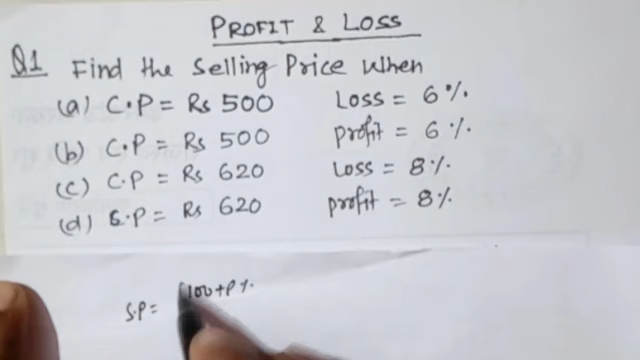 PROFIT & LOSS
Q1 Find the Selling Price When
(a) C.P = Rs 500 Loss = 6%
(b) C.P = Rs 500 profit = 6%
(c) C.P = Rs 620 Loss = 8%
(d) C.P = Rs 620 profit = 8%
S.P = (100+P%